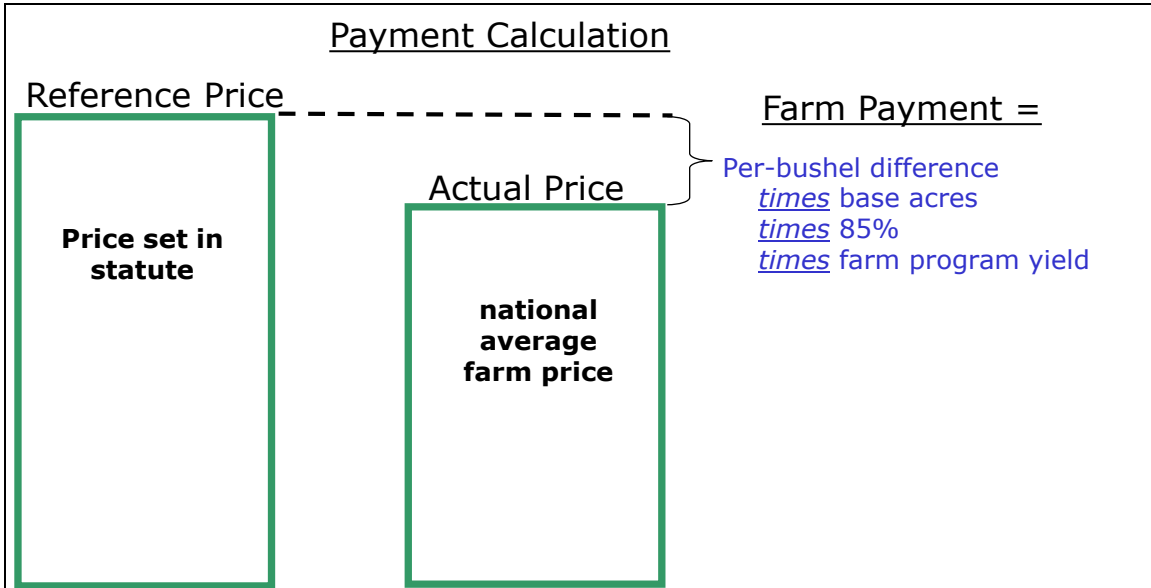 Payment Calculation
Reference Price
Price set in
statute
Actual Price
national
average
farm price
Farm Payment =
Per-bushel difference
times base acres
times 85%
times farm program yield